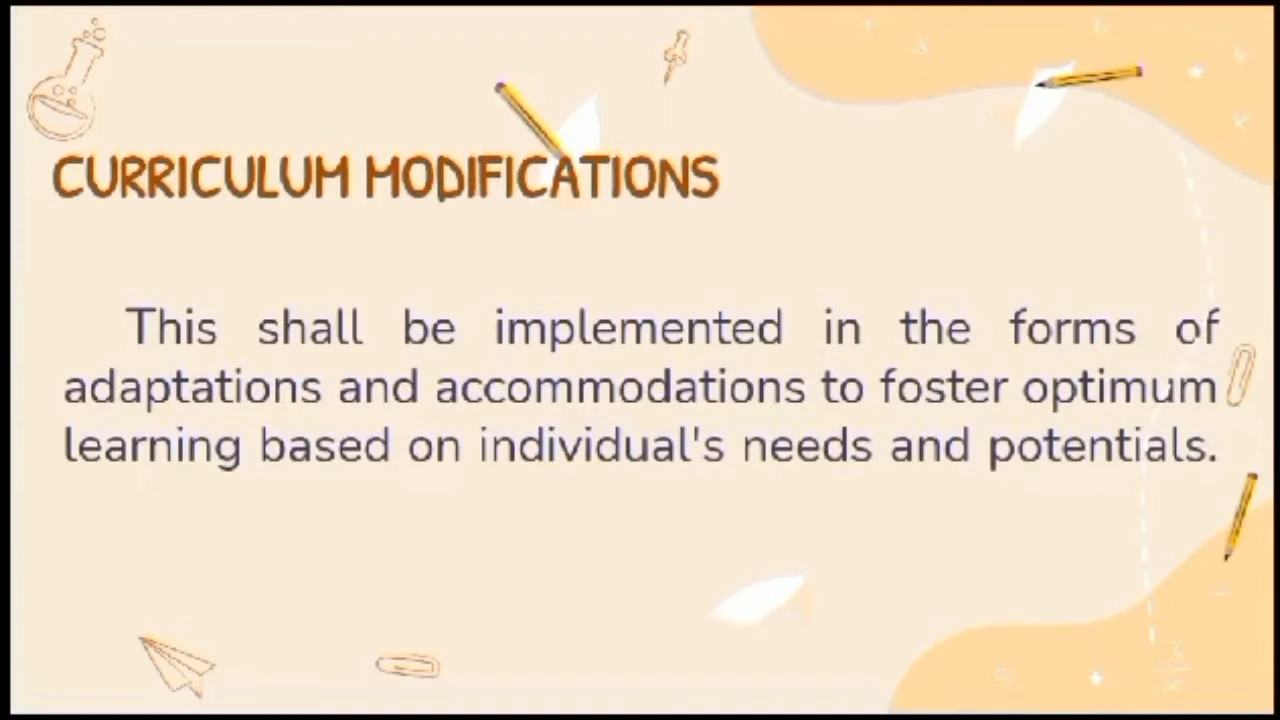 CURRICULUM MODIFICATIONS
This shall be implemented in the forms of
adaptations and accommodations to foster optimum
learning based on individual's needs and potentials.